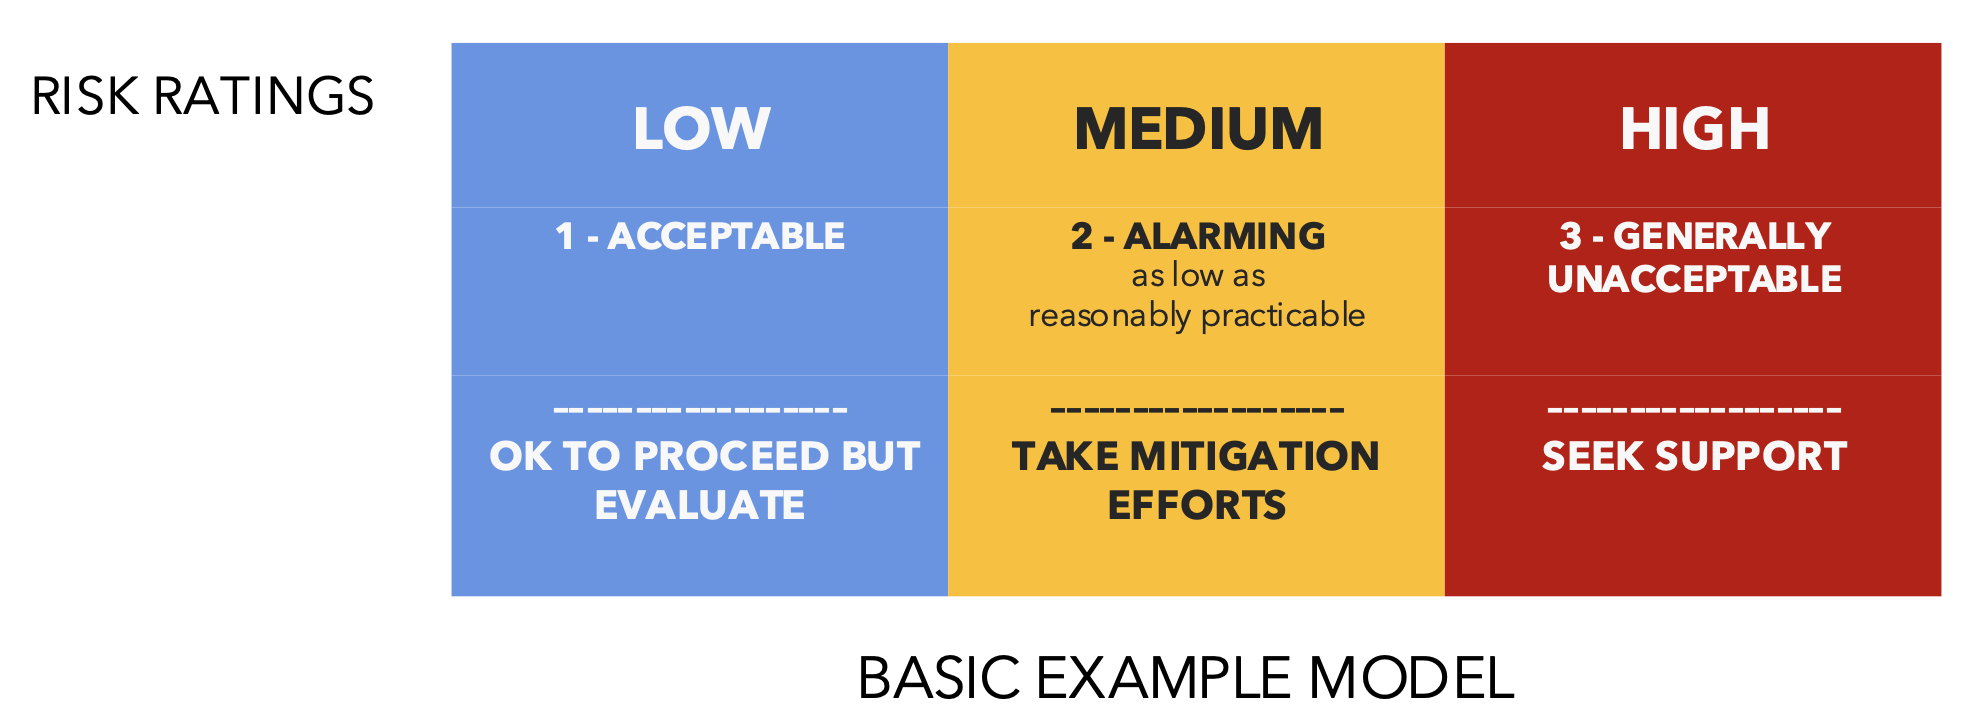 RISK RATINGS
LOW
MEDIUM
HIGH
1 - ACCEPTABLE
2 - ALARMING
as low as
reasonably practicable
3 - GENERALLY
UNACCEPTABLE
------------------
OK TO PROCEED BUT
EVALUATE
------------------
TAKE MITIGATION
EFFORTS
------------------
SEEK SUPPORT
BASIC EXAMPLE MODEL